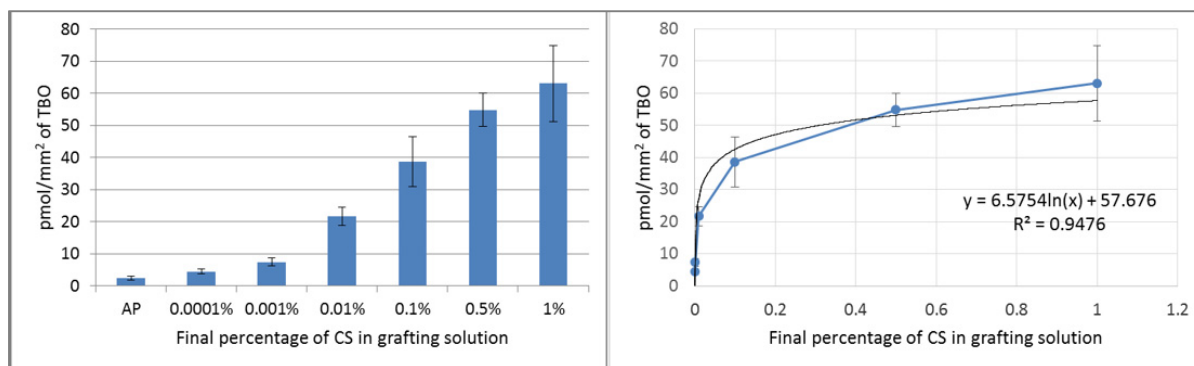 80
70
60
50
40
30
20
10
0
pmol/mm² of TBO
AP 0.0001% 0.001% 0.01% 0.1% 0.5% 1%
Final percentage of CS in grafting solution
80
70
60
50
40
30
20
10
0
pmol/mm² of TBO
y = 6.5754ln(x) + 57.676
R² = 0.9476
0 0.2 0.4 0.6 0.8 1 1.2
Final percentage of CS in grafting solution